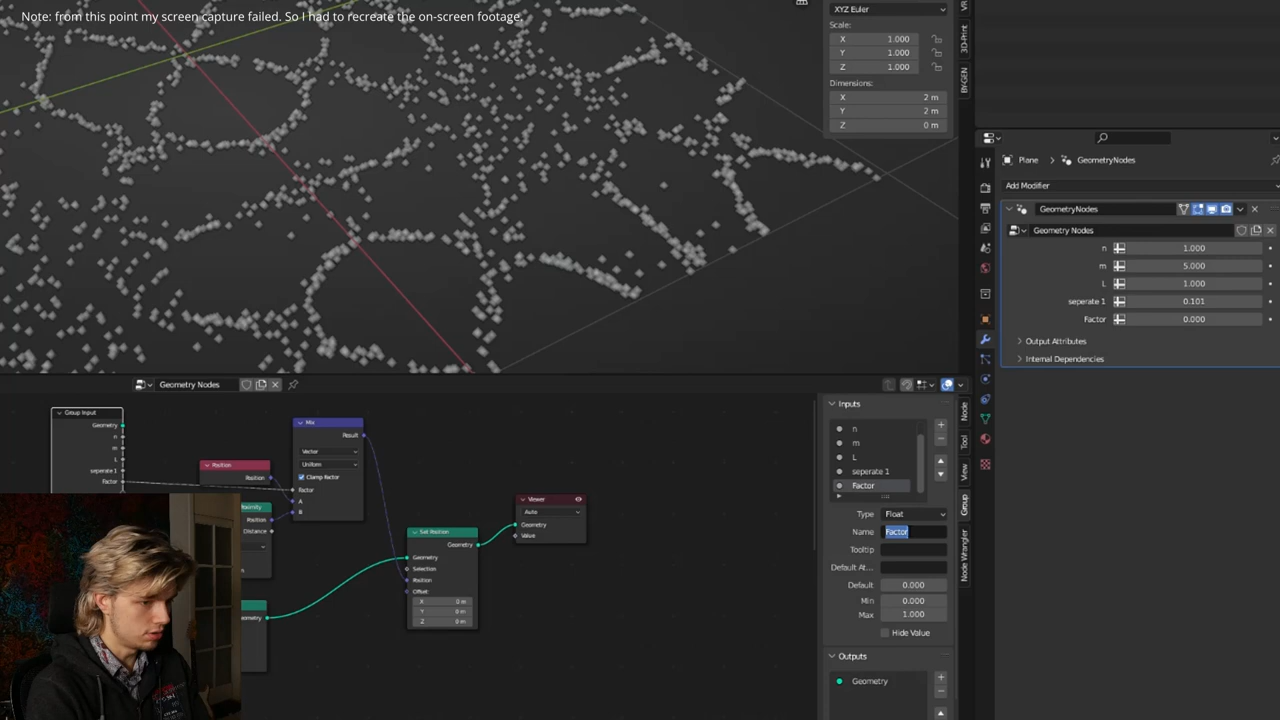 Note: from this point my screen capture failed. So I had to recreate the on-screen footage.
XYZ Euler
Scale:
X 1.000
Y 1.000
Z 1.000
Dimensions:
X 2 m
Y 2 m
Z 0 m
VR
3D-Print
BY-GEN
Plane > GeometryNodes
Add Modifier
GeometryNodes
Geometry Nodes
n 1.000
m 5.000
L 1.000
seperate 1 0.101
Factor 0.000
Output Attributes
Internal Dependencies
Geometry Nodes
Group Input
Geometry
n
m
L
seperate 1
Factor
Position
Position
Position
Distance
Mix
Result
Vector
Uniform
Clamp Factor
Factor
A
B
Set Position
Geometry
Geometry
Selection
Position
Offset:
X 0 m
Y 0 m
Z 0 m
Viewer
Auto
Geometry
Value
Inputs
n
m
L
seperate 1
Factor
Type Float
Name Factor
Tooltip
Default At...
Default 0.000
Min 0.000
Max 1.000
Hide Value
Outputs
Geometry
Node
Tool
View
Group
Node Wrangler